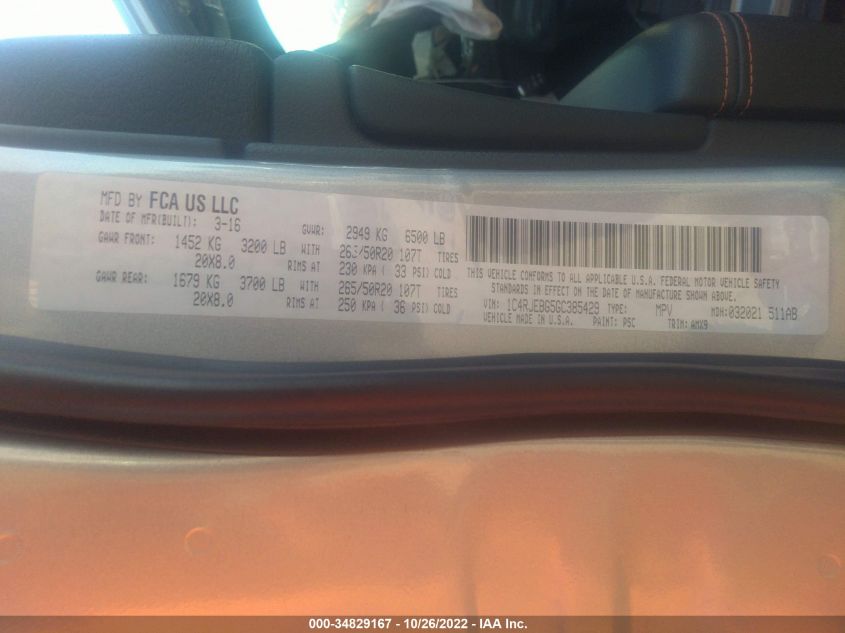 MFD BY FCA US LLC
DATE OF MFR(BUILT): 3-16 GVWR: 2949 KG 6500 LB
GAWR FRONT: 1452 KG 3200 LB WITH 265/50R20 107T TIRES
20X8.0 RIMS AT 230 KPA ( 33 PSI) COLD
GAWR REAR: 1679 KG 3700 LB WITH 265/50R20 107T TIRES
20X8.0 RIMS AT 250 KPA ( 36 PSI) COLD
THIS VEHICLE CONFORMS TO ALL APPLICABLE U.S.A. FEDERAL MOTOR VEHICLE SAFETY
STANDARDS IN EFFECT ON THE DATE OF MANUFACTURE SHOWN ABOVE.
VIN: 1C4RJEBG5GC385429 TYPE: MPV MDH: 032021 511AB
VEHICLE MADE IN U.S.A. PAINT: PSC TRIM: AMX9
000-34829167 - 10/26/2022 - IAA Inc.